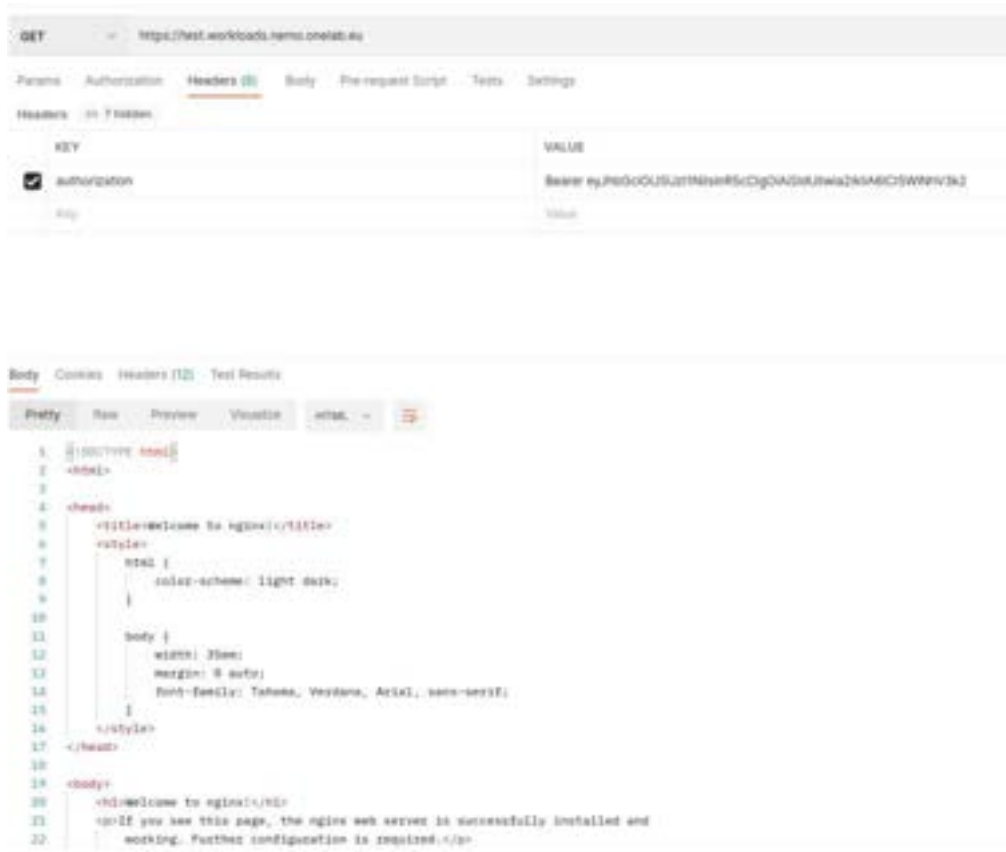 GET https://test.workloads.nemo.onelab.eu
Params Authorization Headers (8) Body Pre-request Script Tests Settings
Headers 7 hidden
KEY VALUE
authorization Bearer
Key Value
Body Cookies Headers (12) Test Results
Pretty Raw Preview Visualize HTML
1 <!DOCTYPE html>
2 <html>
3
4 <head>
5 <title>Welcome to nginx!</title>
6 <style>
7 html {
8 color-scheme: light dark;
9 }
10
11 body {
12 width: 35em;
13 margin: 0 auto;
14 font-family: Tahoma, Verdana, Arial, sans-serif;
15 }
16 </style>
17 </head>
18
19 <body>
20 <h1>Welcome to nginx!</h1>
21 <p>If you see this page, the nginx web server is successfully installed and
22 working. Further configuration is required.</p>